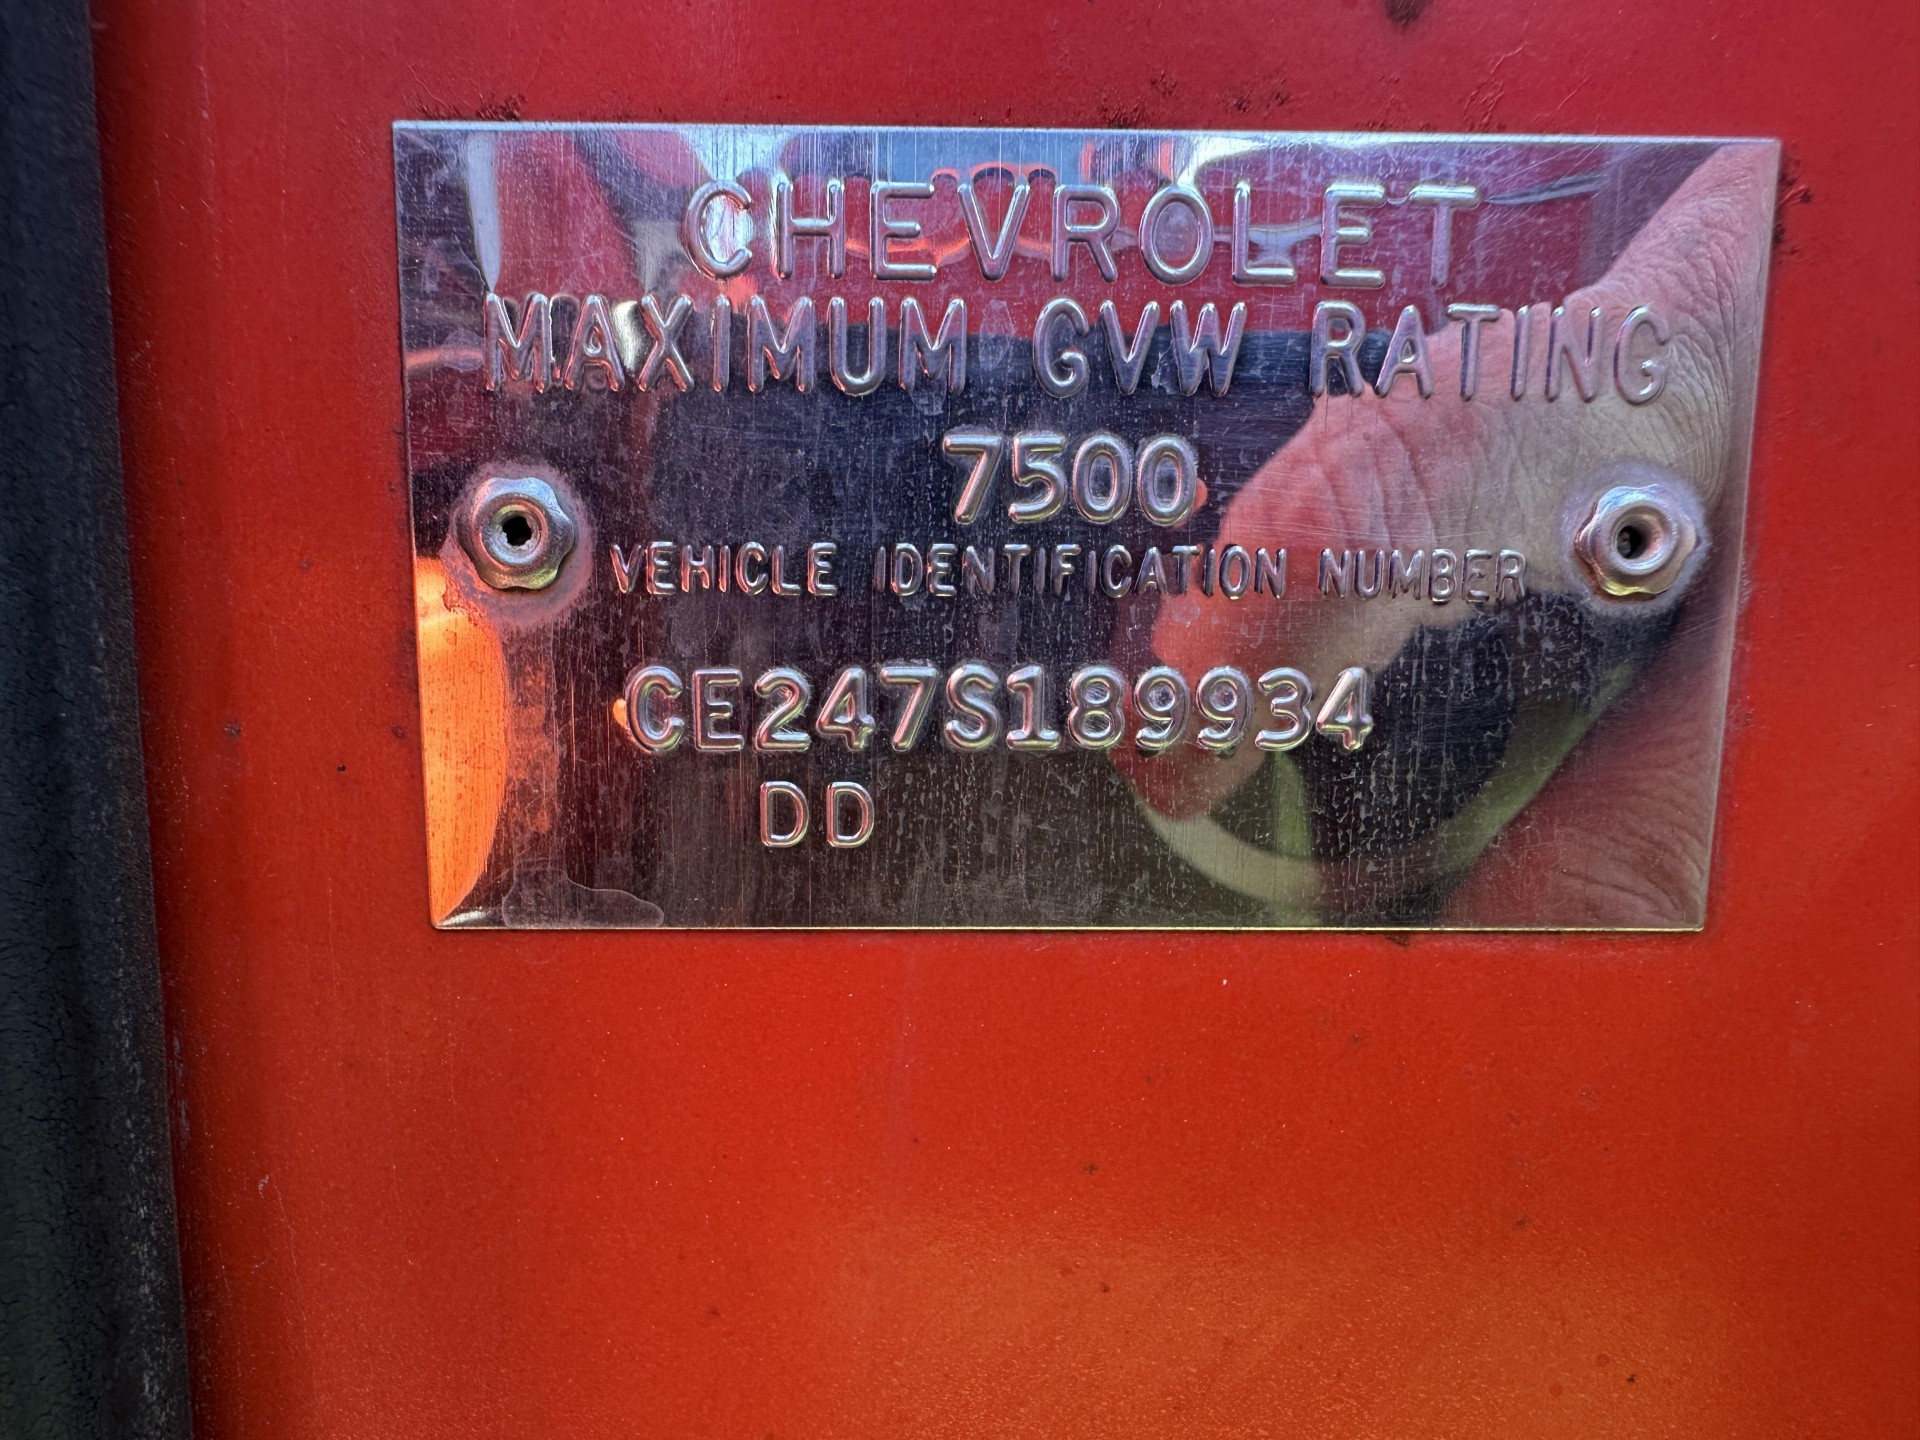 CHEVROLET
MAXIMUM GVW RATING
7500
VEHICLE IDENTIFICATION NUMBER
CE247S189934
DD